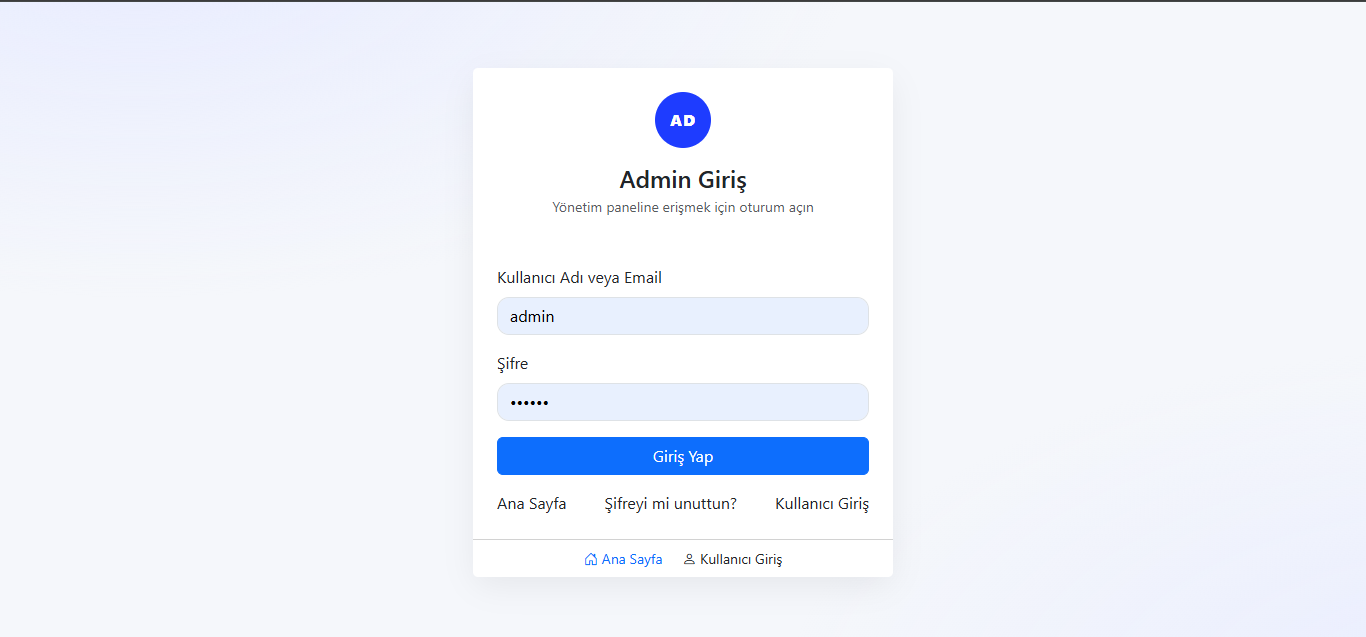 AD
Admin Giriş
Yönetim paneline erişmek için oturum açın
Kullanıcı Adı veya Email
admin
Şifre
••••••
Giriş Yap
Ana Sayfa Şifreyi mi unuttun? Kullanıcı Giriş
Ana Sayfa Kullanıcı Giriş